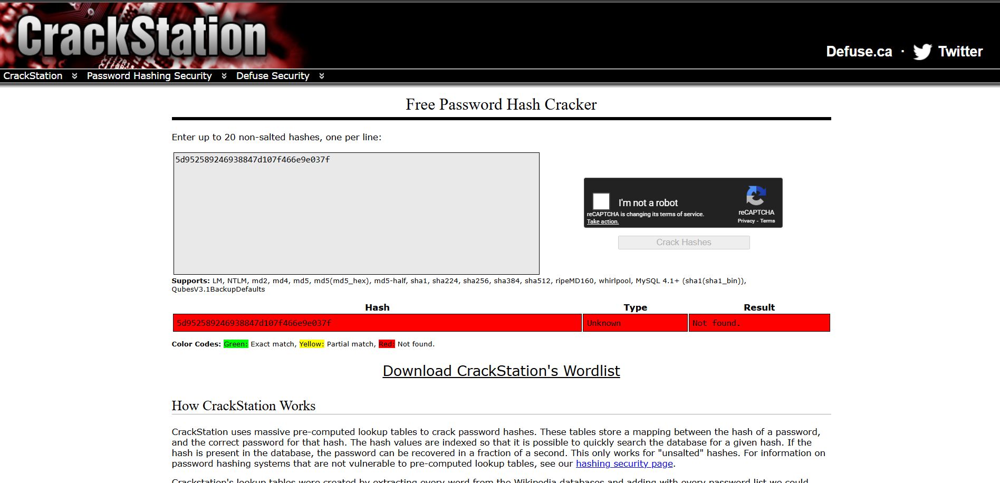 CrackStation
Defuse.ca · Twitter
CrackStation Password Hashing Security Defuse Security
Free Password Hash Cracker
Enter up to 20 non-salted hashes, one per line:
5d952589246938847d107f466e9e037f
I'm not a robot
reCAPTCHA is changing its terms of service.
Take action.
reCAPTCHA
Privacy - Terms
Crack Hashes
Supports: LM, NTLM, md2, md4, md5, md5(md5_hex), md5-half, sha1, sha224, sha256, sha384, sha512, ripeMD160, whirlpool, MySQL 4.1+ (sha1(sha1_bin)),
QubesV3.1BackupDefaults
Hash Type Result
5d952589246938847d107f466e9e037f Unknown Not found.
Color Codes: Green: Exact match, Yellow: Partial match, Red: Not found.
Download CrackStation's Wordlist
How CrackStation Works
CrackStation uses massive pre-computed lookup tables to crack password hashes. These tables store a mapping between the hash of a password,
and the correct password for that hash. The hash values are indexed so that it is possible to quickly search the database for a given hash. If the
hash is present in the database, the password can be recovered in a fraction of a second. This only works for "unsalted" hashes. For information on
password hashing systems that are not vulnerable to pre-computed lookup tables, see our hashing security page.
Crackstation's lookup tables were created by extracting every word from the Wikipedia databases and adding with every password list we could